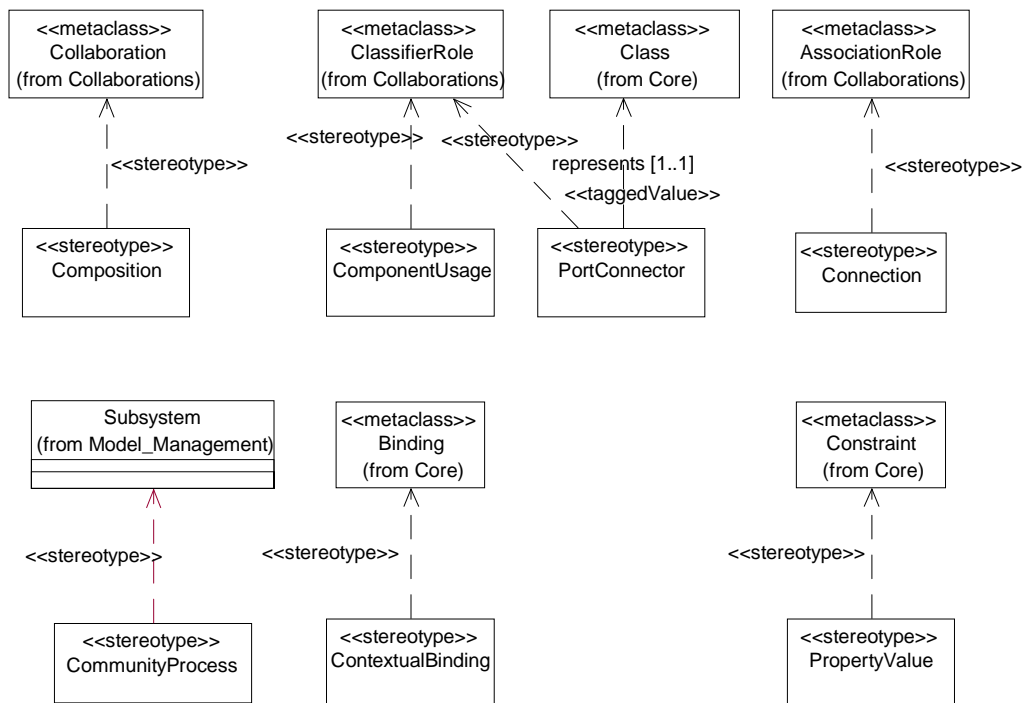 <<metaclass>>
Collaboration
(from Collaborations)
<<metaclass>>
ClassifierRole
(from Collaborations)
<<metaclass>>
Class
(from Core)
<<metaclass>>
AssociationRole
(from Collaborations)
<<stereotype>>
<<stereotype>>
<<stereotype>>
represents [1..1]
<<taggedValue>>
<<stereotype>>
<<stereotype>>
Composition
<<stereotype>>
ComponentUsage
<<stereotype>>
PortConnector
<<stereotype>>
Connection
Subsystem
(from Model_Management)
<<metaclass>>
Binding
(from Core)
<<metaclass>>
Constraint
(from Core)
<<stereotype>>
<<stereotype>>
<<stereotype>>
<<stereotype>>
CommunityProcess
<<stereotype>>
ContextualBinding
<<stereotype>>
PropertyValue